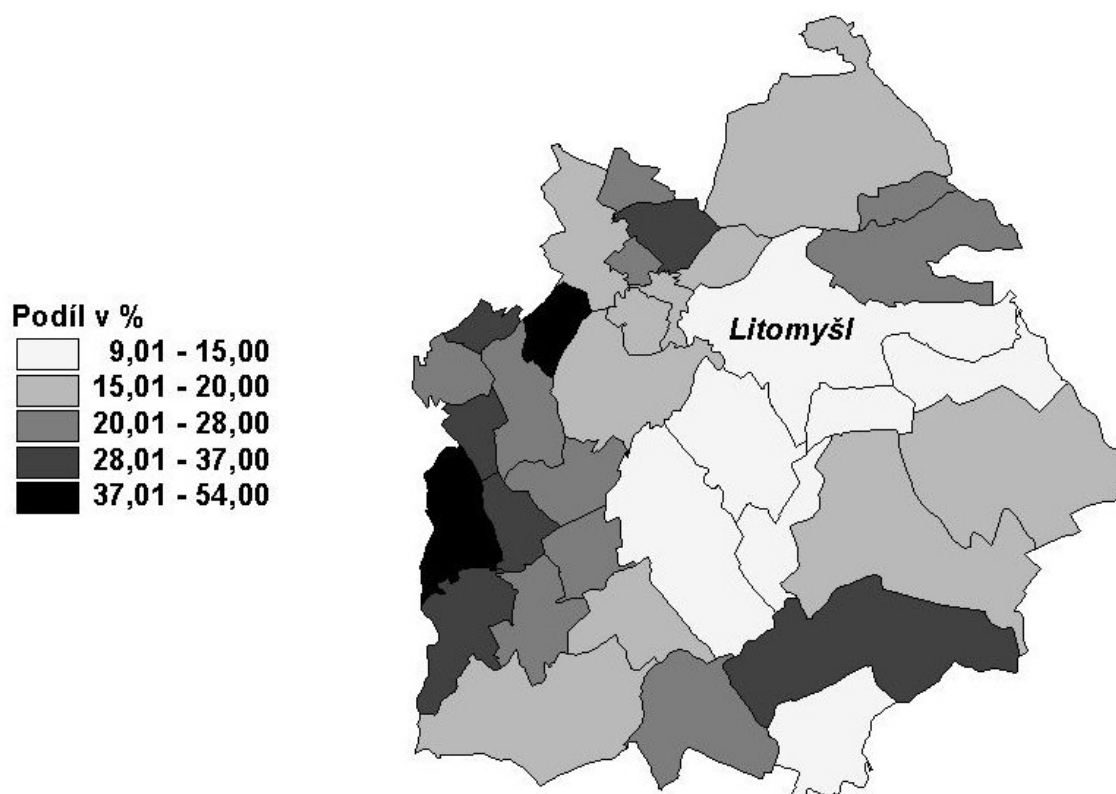 Podíl v %
9,01 - 15,00
15,01 - 20,00
20,01 - 28,00
28,01 - 37,00
37,01 - 54,00
Litomyšl